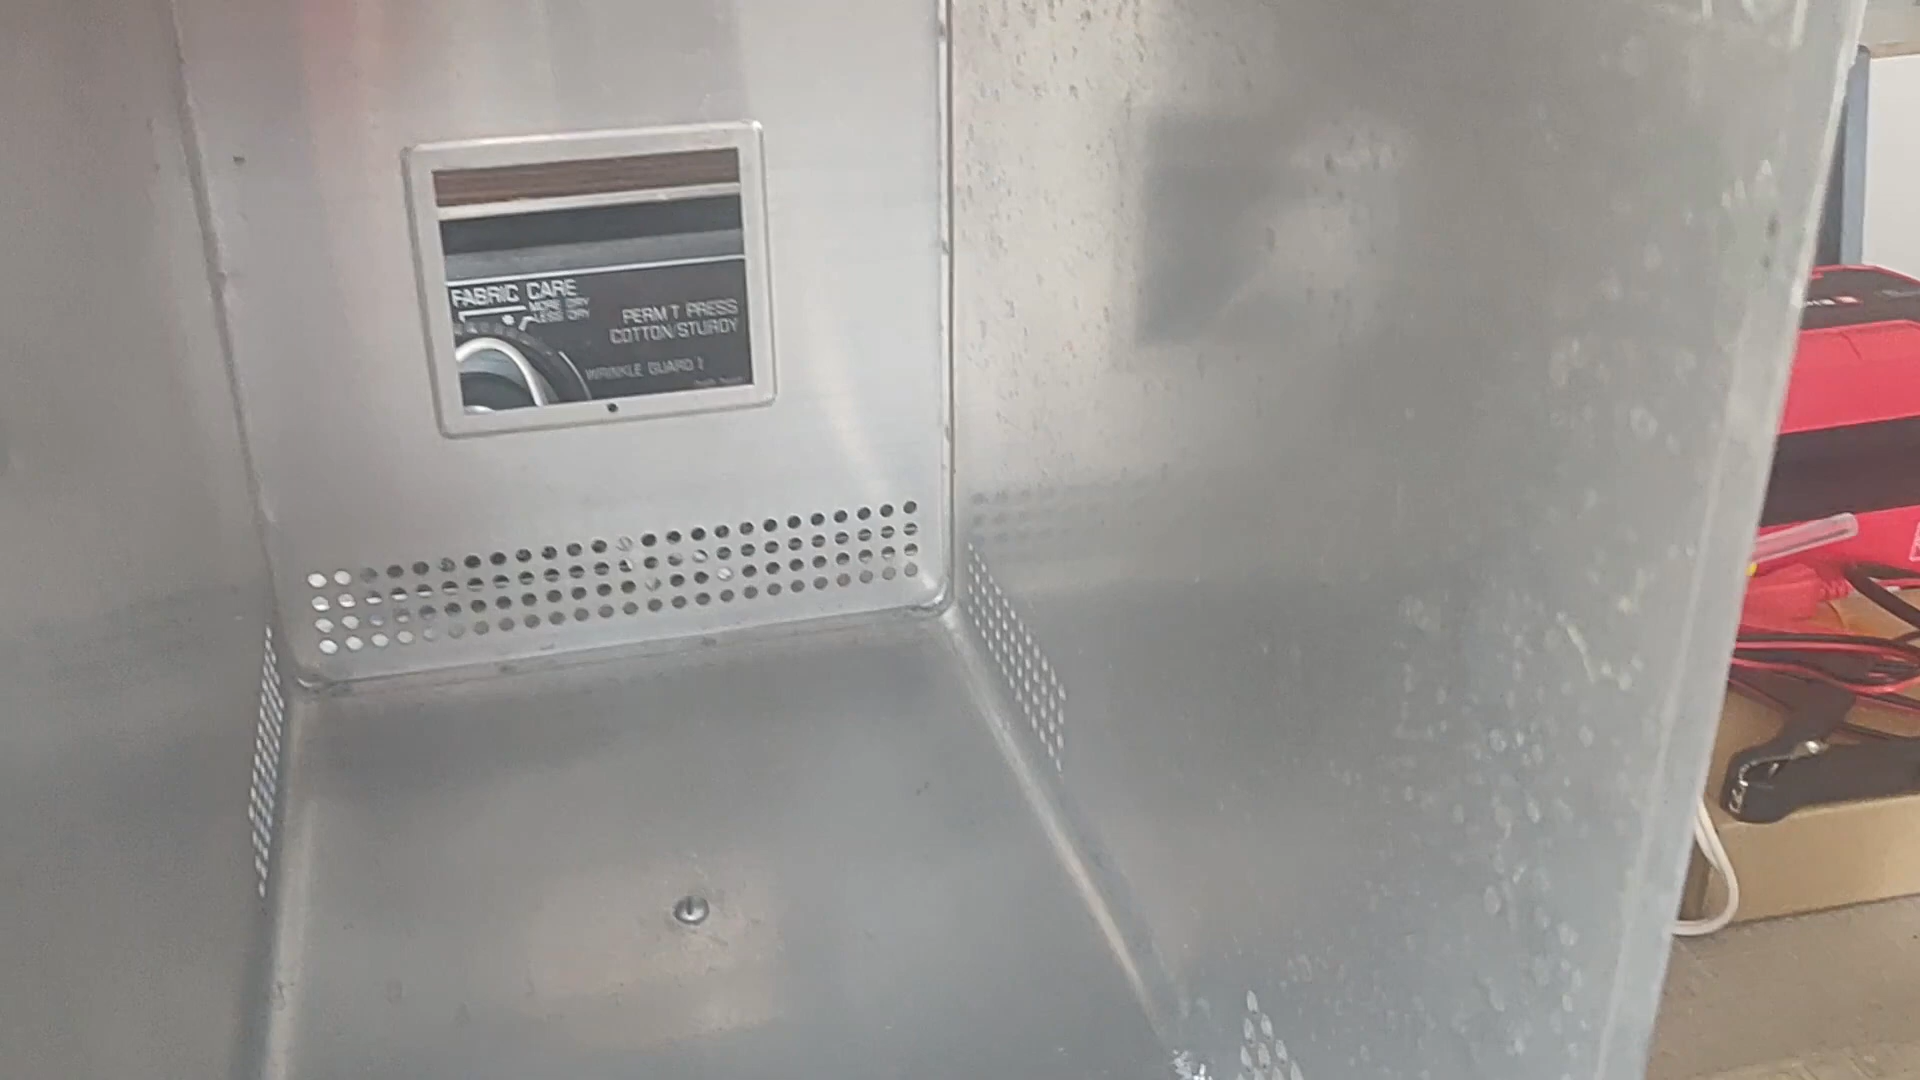 FABRIC CARE
MORE DRY
LESS DRY
PERM'T PRESS
COTTON/STURDY
WRINKLE GUARD I